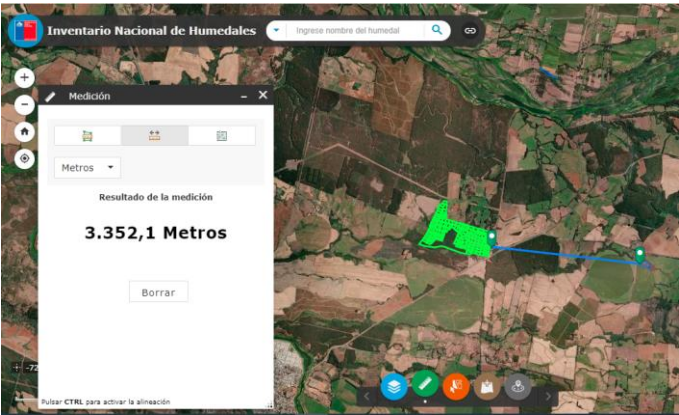 Inventario Nacional de Humedales
Ingrese nombre del humedal
Medición
Metros
Resultado de la medición
3.352,1 Metros
Borrar
-72
Pulsar CTRL para activar la alineación